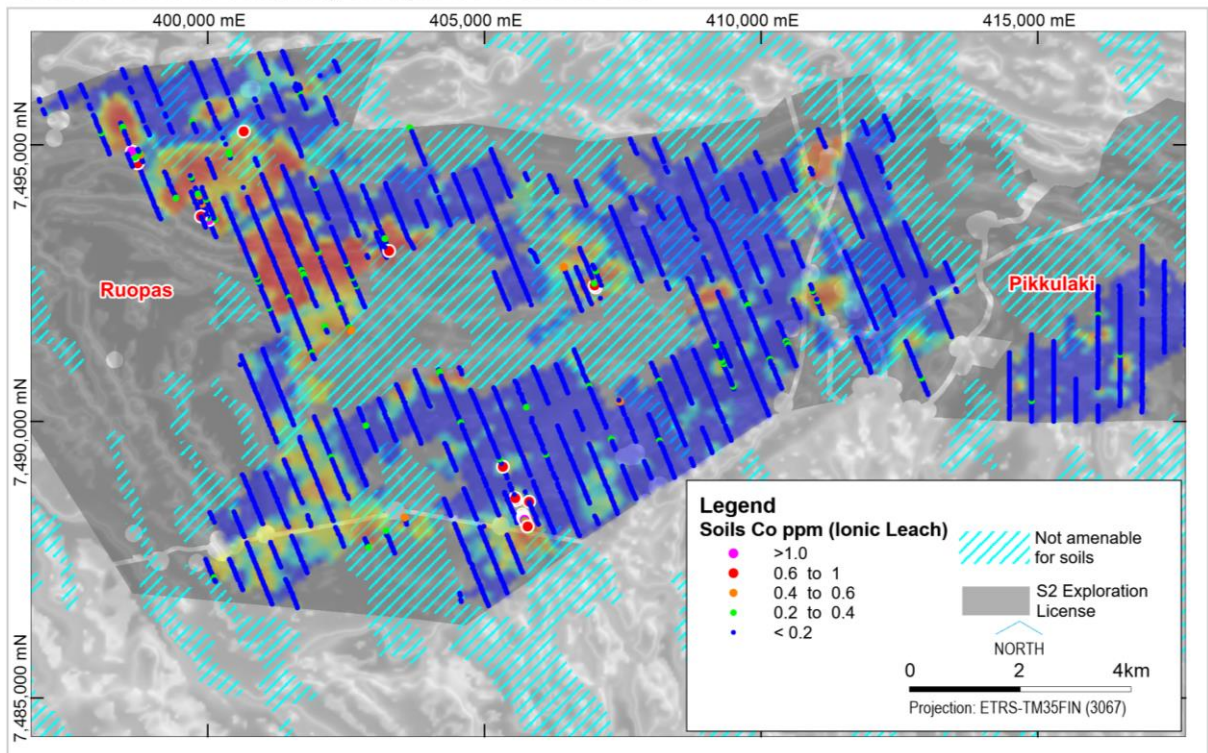 400,000 mE 405,000 mE 410,000 mE 415,000 mE
7,495,000 mN
Ruopas
Pikkulaki
7,490,000 mN
7,485,000 mN
Legend
Soils Co ppm (Ionic Leach)
>1.0
0.6 to 1
0.4 to 0.6
0.2 to 0.4
< 0.2
Not amenable
for soils
S2 Exploration
License
NORTH
0 2 4km
Projection: ETRS-TM35FIN (3067)